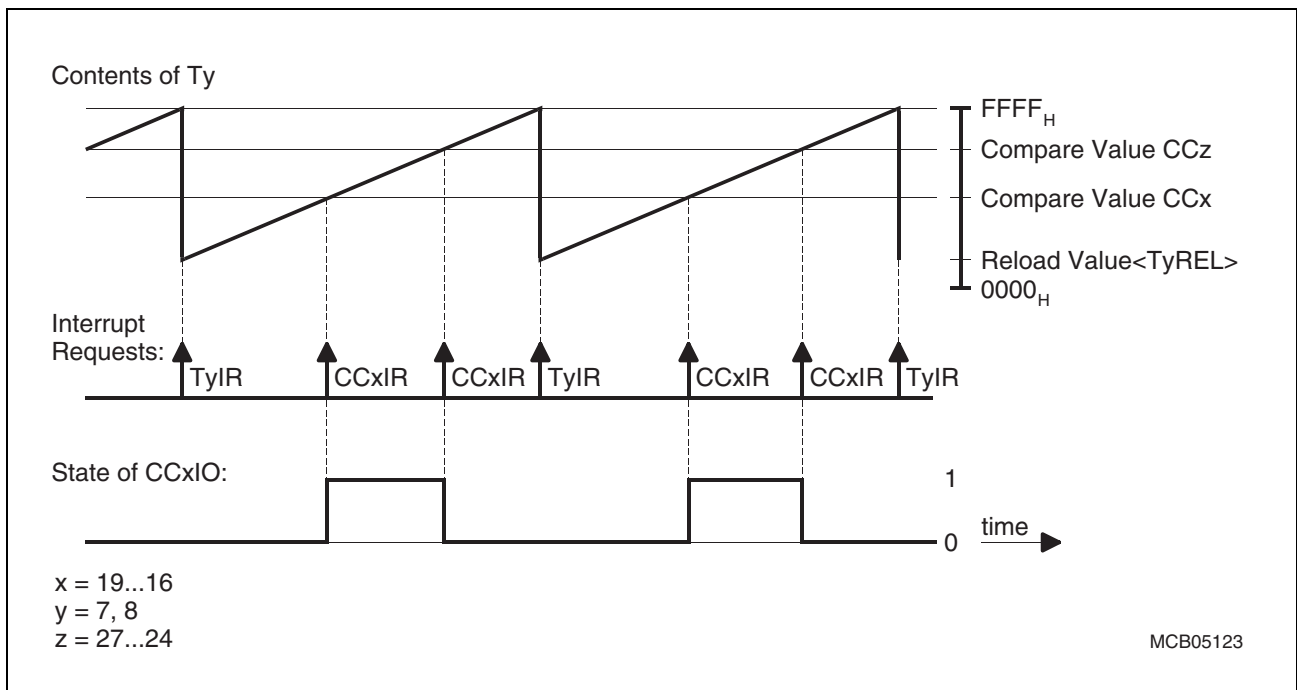 Contents of Ty
FFFFH
Compare Value CCz
Compare Value CCx
Reload Value<TyREL>
0000H
Interrupt
Requests:
TyIR
CCxIR
CCxIR
TyIR
CCxIR
CCxIR
TyIR
State of CCxIO:
1
0
time
x = 19...16
y = 7, 8
z = 27...24
MCB05123